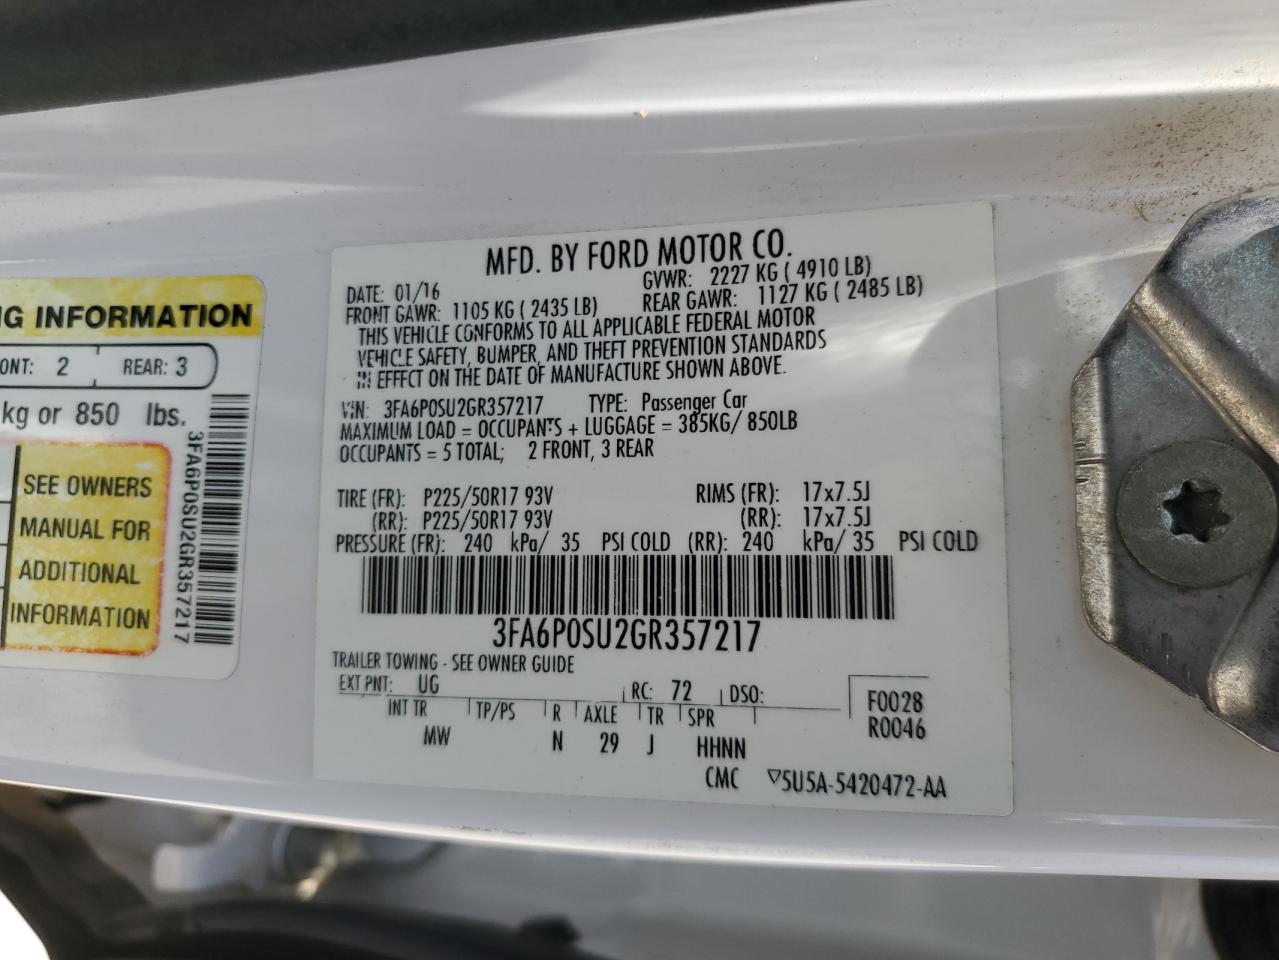 NG INFORMATION
ONT: 2 REAR: 3
kg or 850 lbs.
SEE OWNERS
MANUAL FOR
ADDITIONAL
INFORMATION
3FA6P0SU2GR357217
MFD. BY FORD MOTOR CO.
DATE: 01/16 GVWR: 2227 KG ( 4910 LB)
FRONT GAWR: 1105 KG ( 2435 LB) REAR GAWR: 1127 KG ( 2485 LB)
THIS VEHICLE CONFORMS TO ALL APPLICABLE FEDERAL MOTOR
VEHICLE SAFETY, BUMPER, AND THEFT PREVENTION STANDARDS
IN EFFECT ON THE DATE OF MANUFACTURE SHOWN ABOVE.
VIN: 3FA6P0SU2GR357217 TYPE: Passenger Car
MAXIMUM LOAD = OCCUPANTS + LUGGAGE = 385KG/ 850LB
OCCUPANTS = 5 TOTAL; 2 FRONT, 3 REAR
TIRE (FR): P225/50R17 93V RIMS (FR): 17x7.5J
(RR): P225/50R17 93V (RR): 17x7.5J
PRESSURE (FR): 240 kPa/ 35 PSI COLD (RR): 240 kPa/ 35 PSI COLD
3FA6P0SU2GR357217
TRAILER TOWING - SEE OWNER GUIDE
EXT PNT: UG RC: 72 DSO: F0028
INT TR TP/PS R AXLE TR SPR R0046
MW N 29 J HHNN
CMC ▽5U5A-5420472-AA